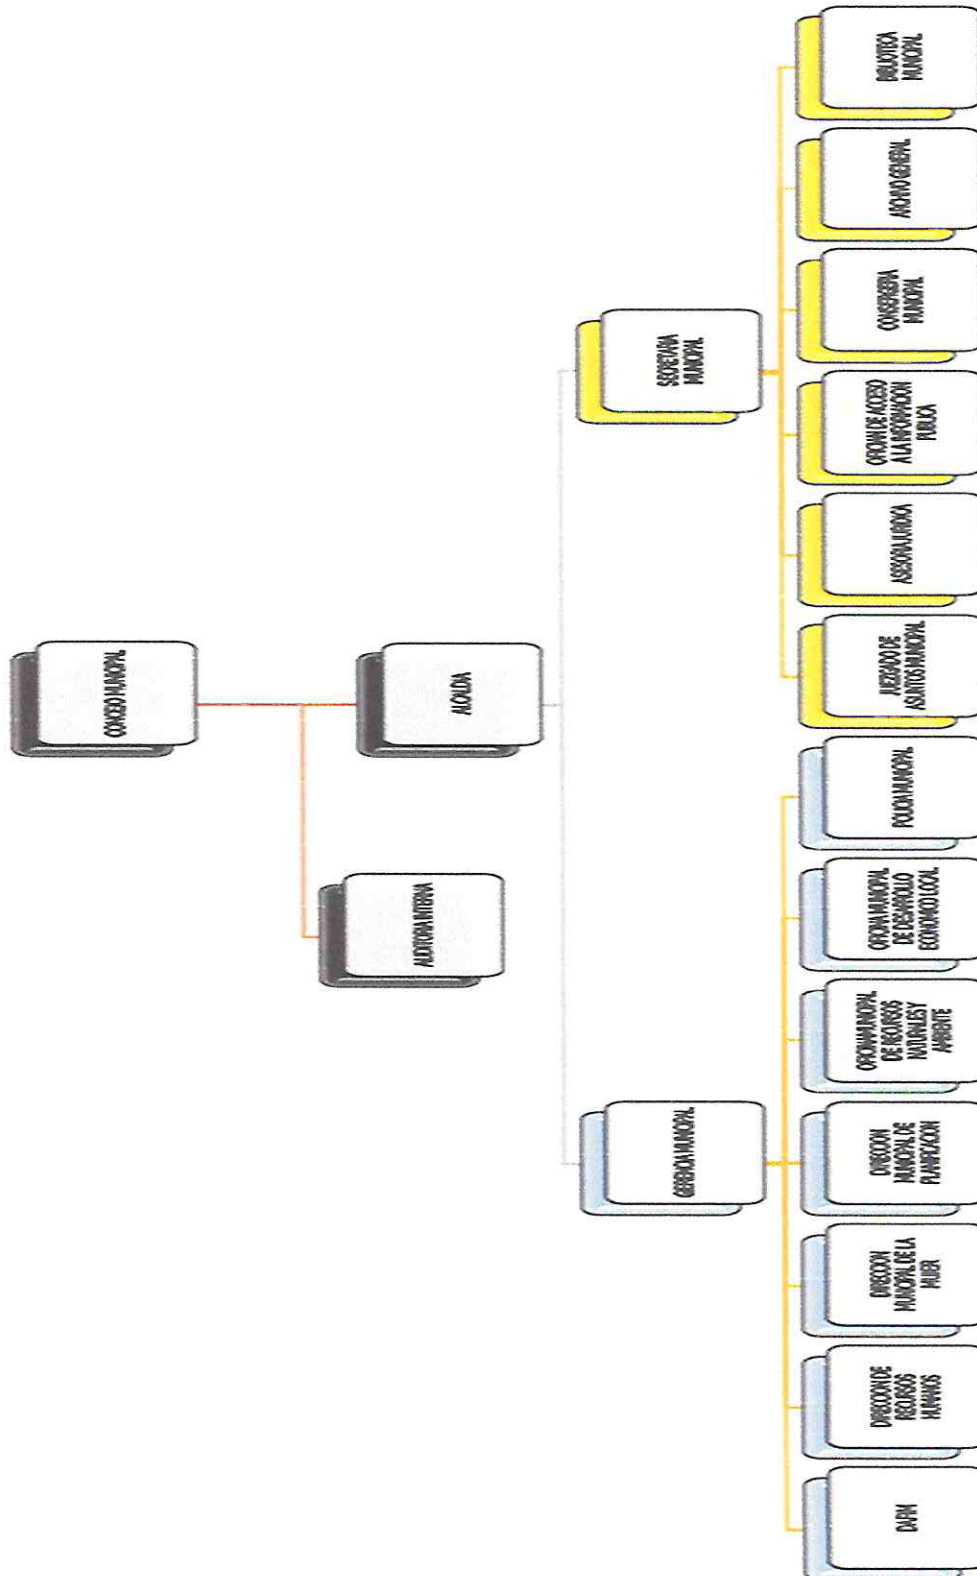 CONCEJO MUNICIPAL
AUDITORIA INTERNA
ALCALDIA
GERENCIA MUNICIPAL
SECRETARIA
MUNICIPAL
DAFIM
DIRECCION DE
RECURSOS
HUMANOS
DIRECCION
MUNICIPAL DE LA
MUJER
DIRECCION
MUNICIPAL DE
PLANIFICACION
OFICINA MUNICIPAL
DE RECURSOS
NATURALES Y
AMBIENTE
OFICINA MUNICIPAL
DE DESARROLLO
ECONOMICO LOCAL
POLICIA MUNICIPAL
JUZGADO DE
ASUNTOS MUNICIPAL
ASESORIA JURIDICA
OFICIAN DE ACCESO
A LA INFORMACION
PUBLICA
CONSERGERIA
MUNICIPAL
ARCHIVO GENERAL
BIBLIOTECA
MUNICIPAL